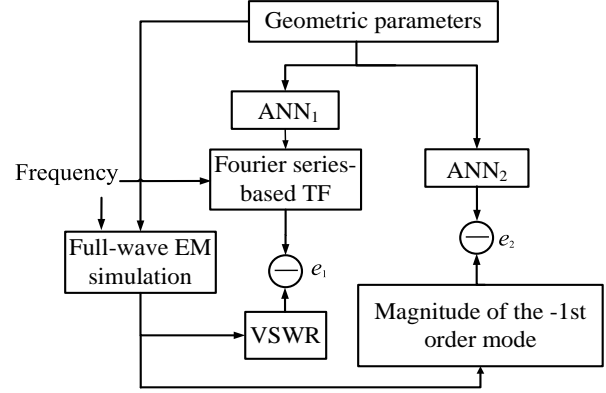 Geometric parameters
ANN₁
Fourier series-
based TF
ANN₂
Frequency
Full-wave EM
simulation
e₁
e₂
VSWR
Magnitude of the -1st
order mode